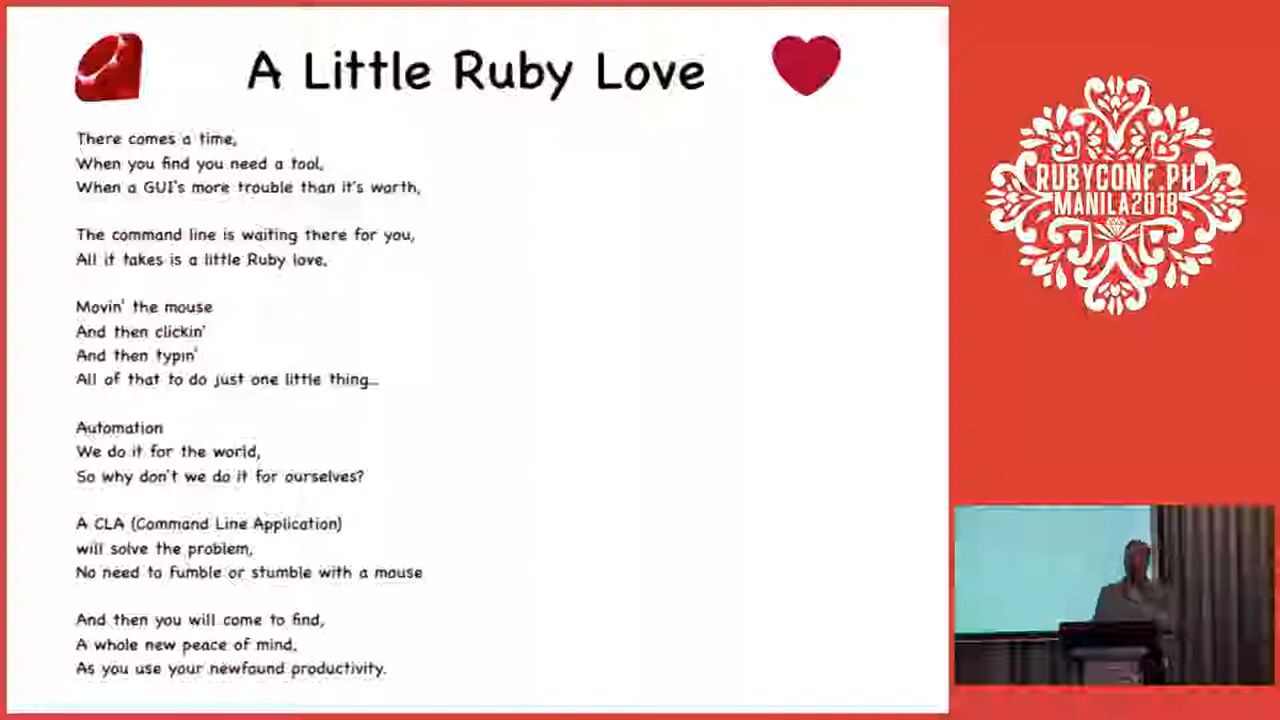 A Little Ruby Love
There comes a time,
When you find you need a tool,
When a GUI's more trouble than it's worth,
The command line is waiting there for you,
All it takes is a little Ruby love.
Movin' the mouse
And then clickin'
And then typin'
All of that to do just one little thing...
Automation
We do it for the world,
So why don't we do it for ourselves?
A CLA (Command Line Application)
will solve the problem,
No need to fumble or stumble with a mouse
And then you will come to find,
A whole new peace of mind,
As you use your newfound productivity.
RUBYCONF.PH
MANILA2018